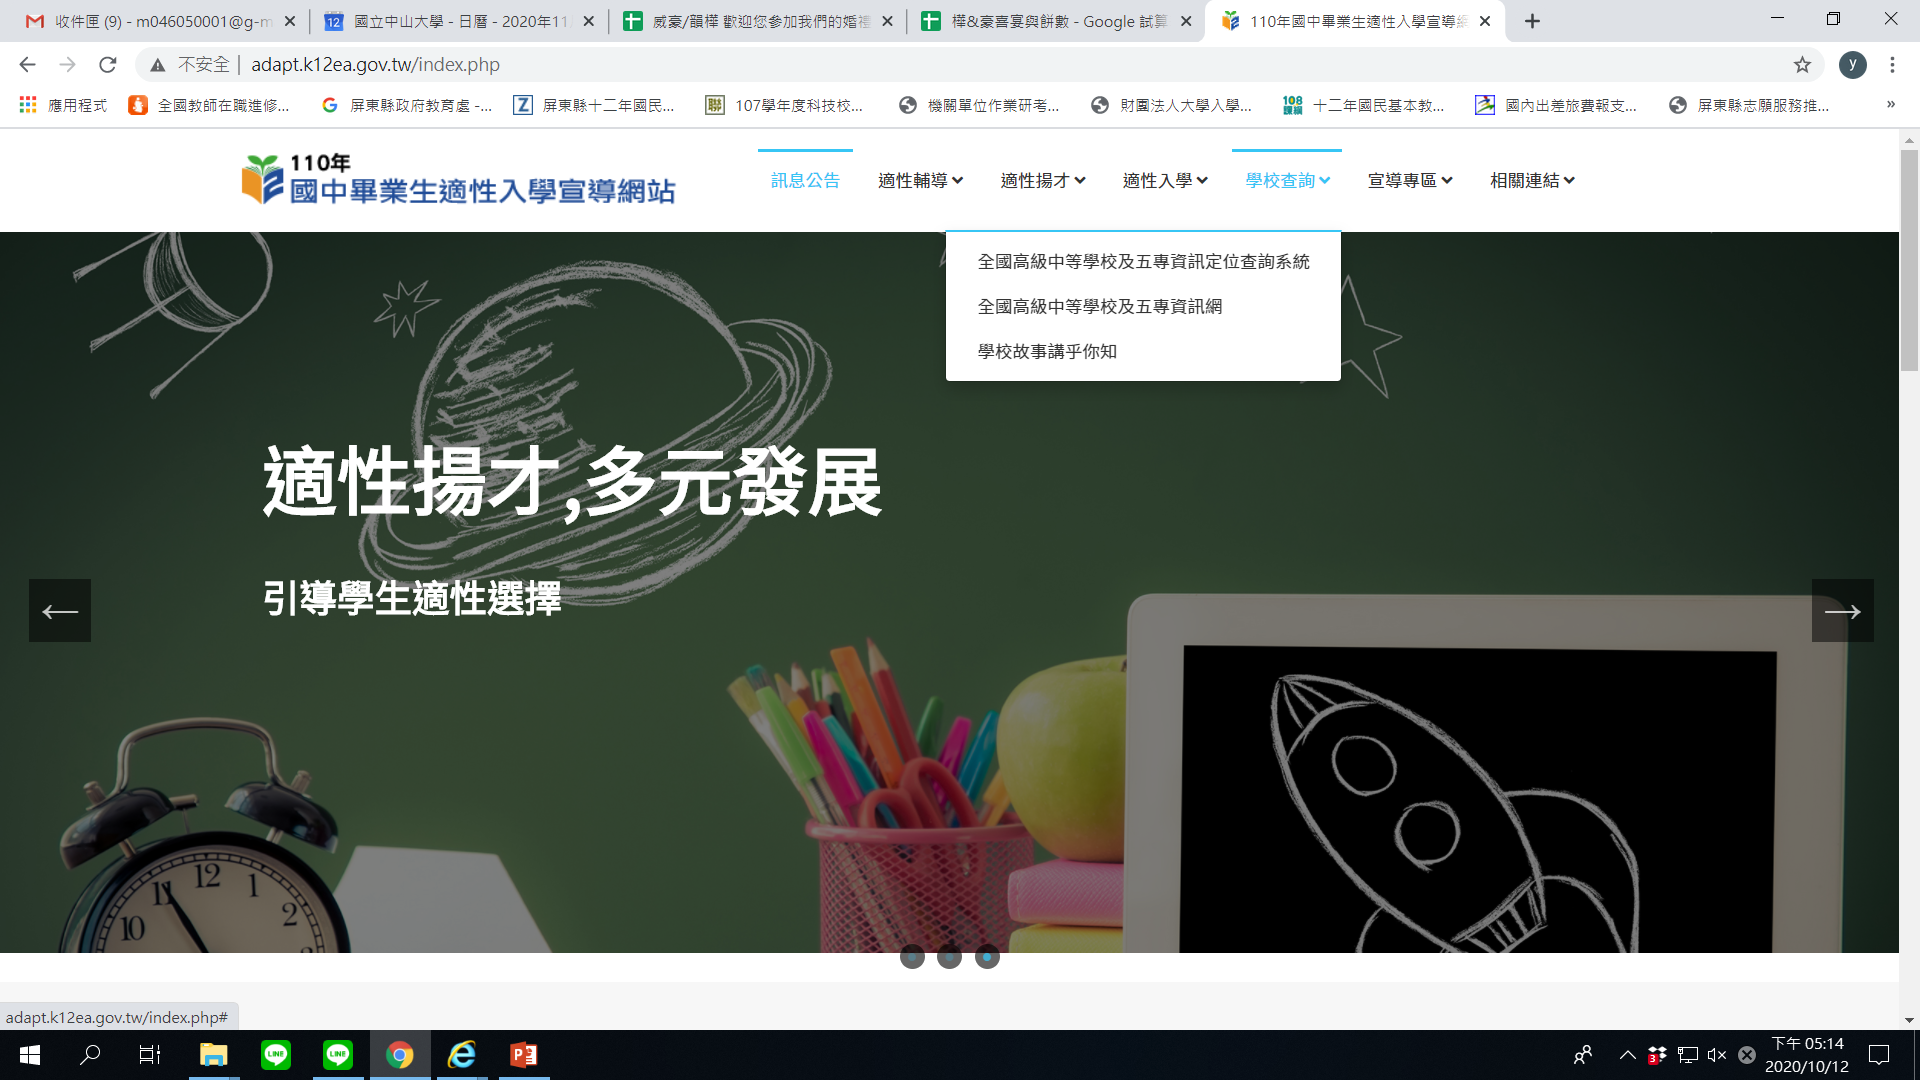 收件匣 (9) - m046050001@g-m
國立中山大學 - 日曆 - 2020年11
威豪/韻樺 歡迎您參加我們的婚禮
樺&豪喜宴與餅數 - Google 試算
110年國中畢業生適性入學宣導網
不安全 | adapt.k12ea.gov.tw/index.php
y
應用程式
全國教師在職進修...
屏東縣政府教育處 -...
屏東縣十二年國民...
107學年度科技校...
機關單位作業研考...
財團法人大學入學...
十二年國民基本教...
國內出差旅費報支...
屏東縣志願服務推...
»
110年
國中畢業生適性入學宣導網站
訊息公告
適性輔導
適性揚才
適性入學
學校查詢
宣導專區
相關連結
全國高級中等學校及五專資訊定位查詢系統
全國高級中等學校及五專資訊網
學校故事講乎你知
適性揚才,多元發展
引導學生適性選擇
11 12 1
10 2
adapt.k12ea.gov.tw/index.php#
下午 05:14
2020/10/12